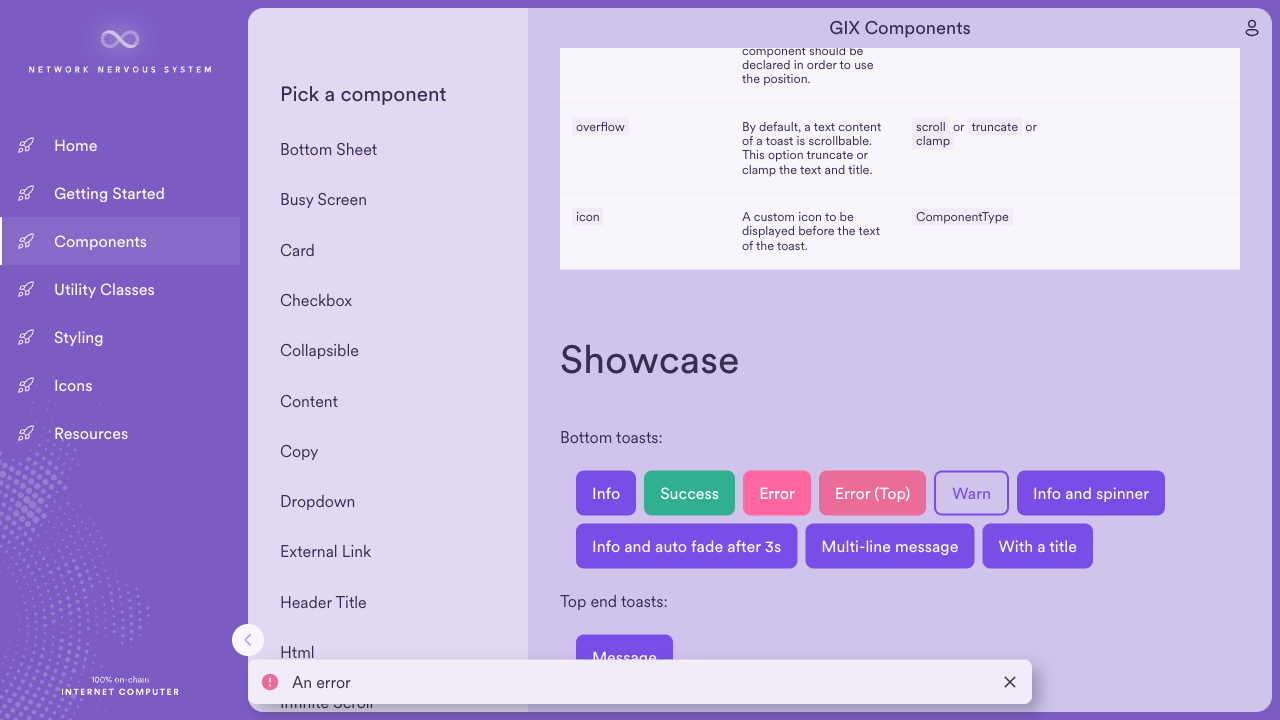 NETWORK NERVOUS SYSTEM
Home
Getting Started
Components
Utility Classes
Styling
Icons
Resources
100% on-chain
INTERNET COMPUTER
Pick a component
Bottom Sheet
Busy Screen
Card
Checkbox
Collapsible
Content
Copy
Dropdown
External Link
Header Title
Html
Infinite Scroll
GIX Components
component should be
declared in order to use
the position.
overflow
By default, a text content
of a toast is scrollable.
This option truncate or
clamp the text and title.
scroll or truncate or
clamp
icon
A custom icon to be
displayed before the text
of the toast.
ComponentType
Showcase
Bottom toasts:
Info
Success
Error
Error (Top)
Warn
Info and spinner
Info and auto fade after 3s
Multi-line message
With a title
Top end toasts:
Message
An error